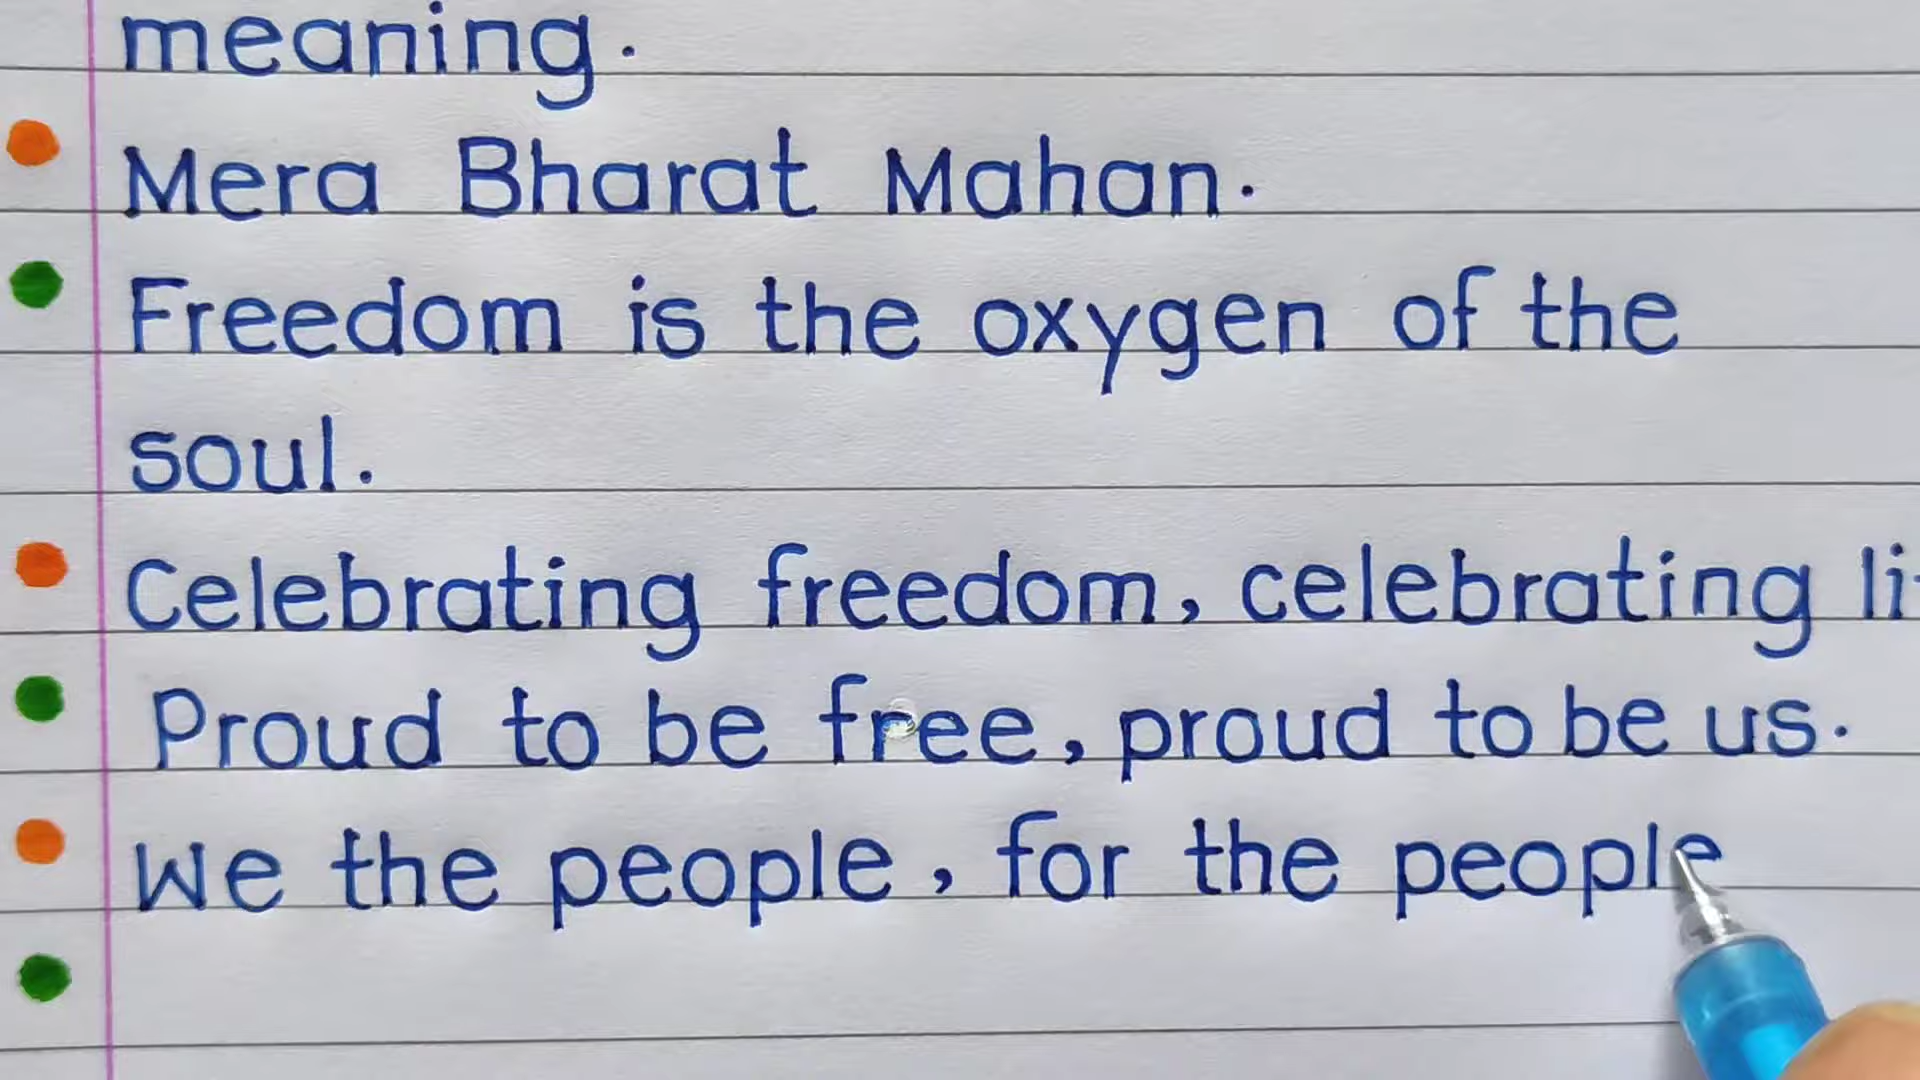 meaning.
Mera Bharat Mahan.
Freedom is the oxygen of the
soul.
Celebrating freedom, celebrating
Proud to be free, proud to be us.
We the people, for the people